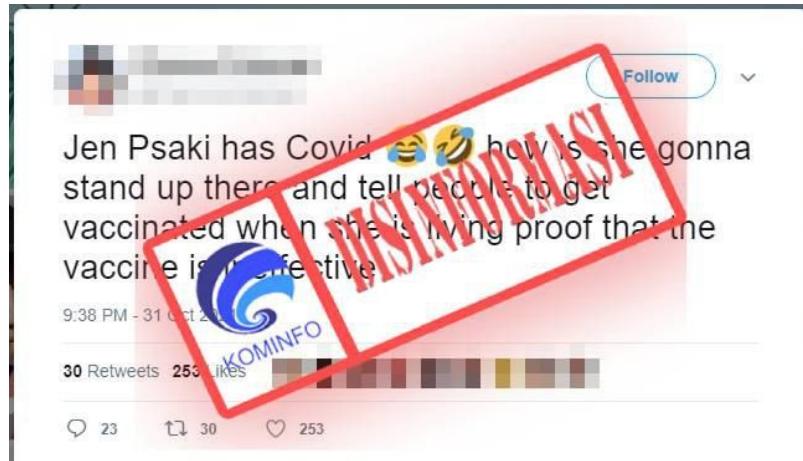 Follow
Jen Psaki has Covid 😂🤣 how is she gonna
stand up there and tell people to get
vaccinated when she is living proof that the
vaccine is ineffective
9:38 PM - 31 Oct 2021
30 Retweets 253 Likes
23 30 253
KOMINFO
DISINFORMASI